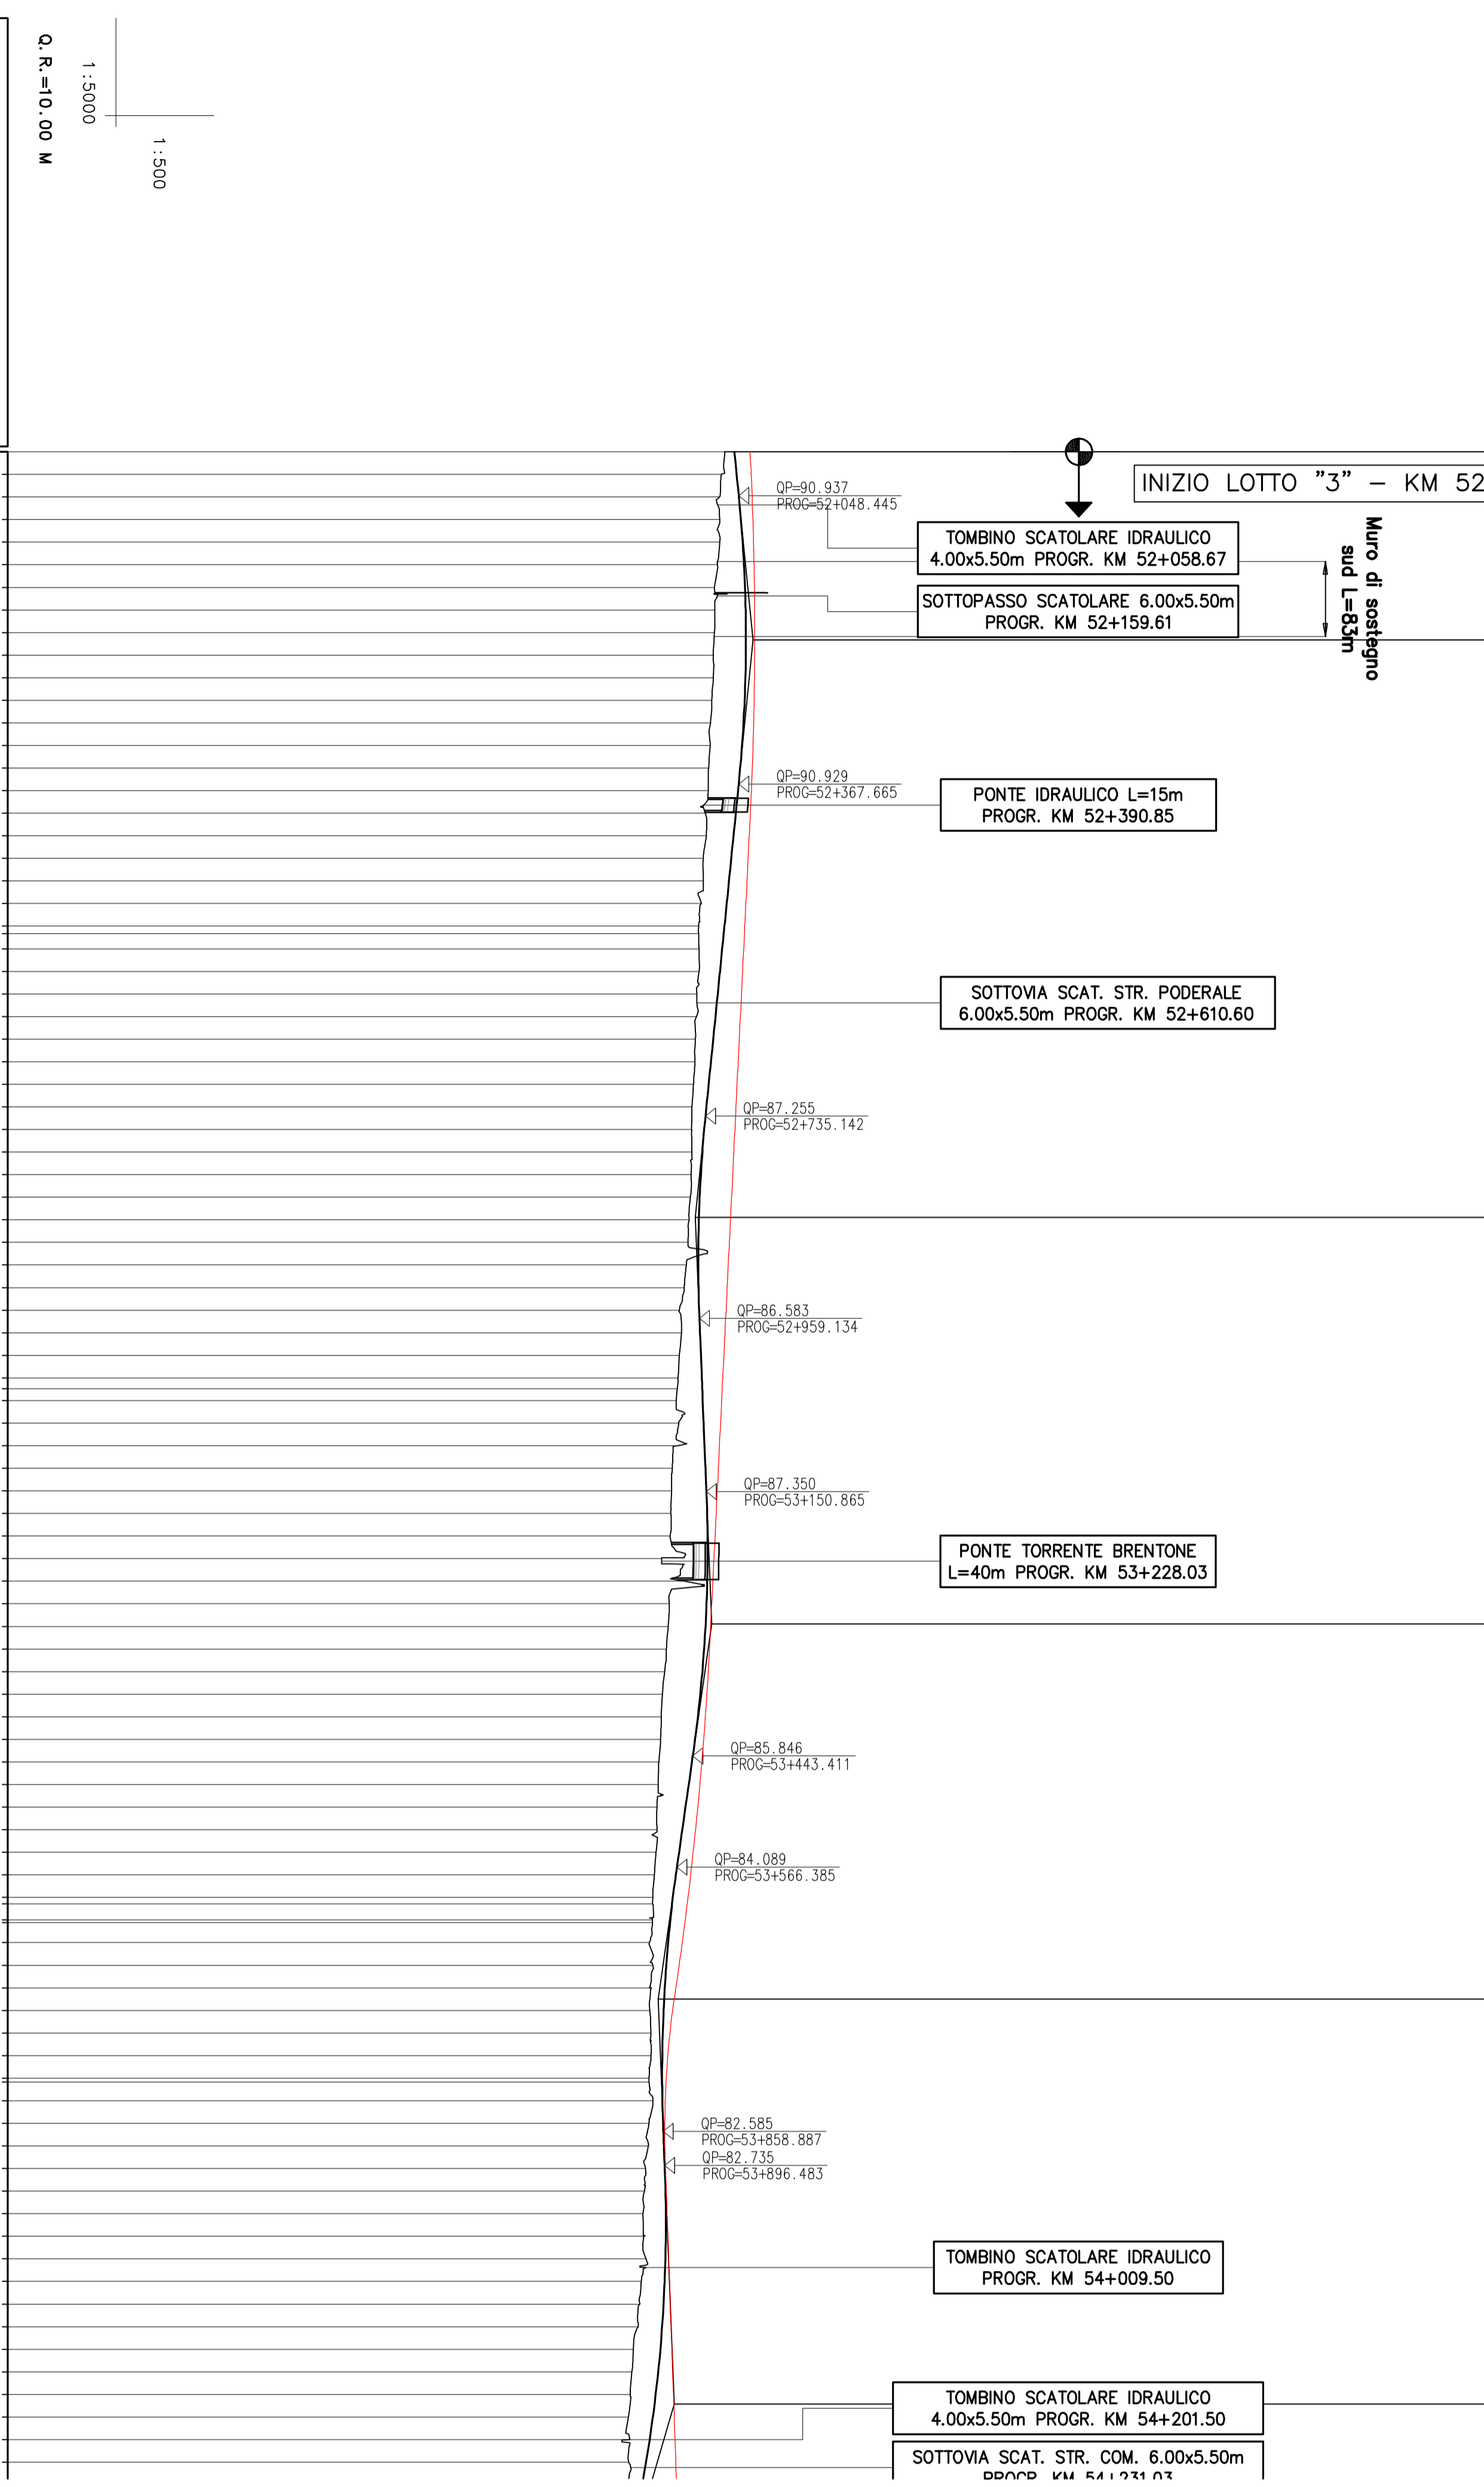 Q.R.=10.00 M
1:5000
1:500
INIZIO LOTTO "3" – KM 52
QP=90.937
PROG=52+048.445
TOMBINO SCATOLARE IDRAULICO
4.00x5.50m PROGR. KM 52+058.67
Muro di sostegno
sud L=83m
SOTTOPASSO SCATOLARE 6.00x5.50m
PROGR. KM 52+159.61
QP=90.929
PROG=52+367.665
PONTE IDRAULICO L=15m
PROGR. KM 52+390.85
SOTTOVIA SCAT. STR. PODERALE
6.00x5.50m PROGR. KM 52+610.60
QP=87.255
PROG=52+735.142
QP=86.583
PROG=52+959.134
QP=87.350
PROG=53+150.865
PONTE TORRENTE BRENTONE
L=40m PROGR. KM 53+228.03
QP=85.846
PROG=53+443.411
QP=84.089
PROG=53+566.385
QP=82.585
PROG=53+858.887
QP=82.735
PROG=53+896.483
TOMBINO SCATOLARE IDRAULICO
PROGR. KM 54+009.50
TOMBINO SCATOLARE IDRAULICO
4.00x5.50m PROGR. KM 54+201.50
SOTTOVIA SCAT. STR. COM. 6.00x5.50m
PROGR. KM 54+231.03